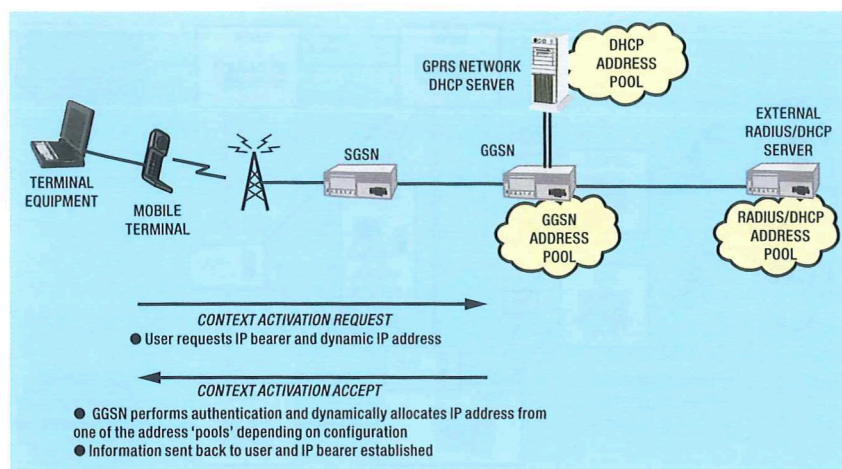 DHCP
ADDRESS
POOL
GPRS NETWORK
DHCP SERVER
EXTERNAL
RADIUS/DHCP
SERVER
SGSN
GGSN
TERMINAL
EQUIPMENT
MOBILE
TERMINAL
GGSN
ADDRESS
POOL
RADIUS/DHCP
ADDRESS
POOL
CONTEXT ACTIVATION REQUEST
● User requests IP bearer and dynamic IP address
CONTEXT ACTIVATION ACCEPT
● GGSN performs authentication and dynamically allocates IP address from
one of the address 'pools' depending on configuration
● Information sent back to user and IP bearer established